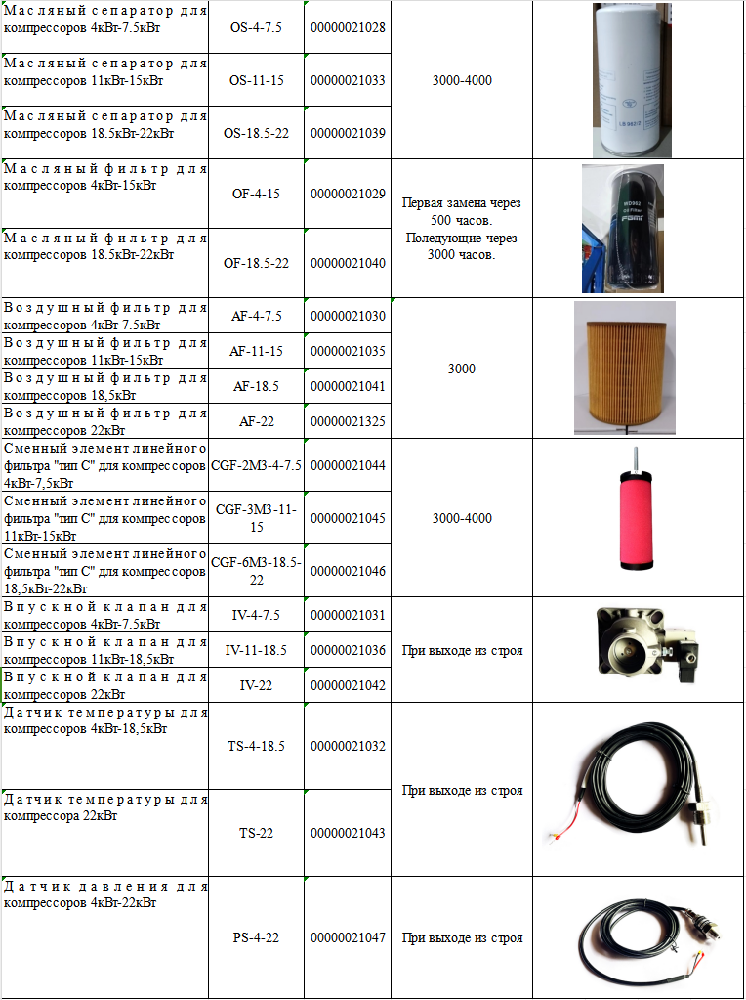 Масляный сепаратор для
компрессоров 4кВт-7.5кВт
OS-4-7.5
00000021028
Масляный сепаратор для
компрессоров 11кВт-15кВт
OS-11-15
00000021033
3000-4000
Масляный сепаратор для
компрессоров 18.5кВт-22кВт
OS-18.5-22
00000021039
LB 962/2
Масляный фильтр для
компрессоров 4кВт-15кВт
OF-4-15
00000021029
Первая замена через
500 часов.
Поледующие через
3000 часов.
WD962
Oil Filter
Масляный фильтр для
компрессоров 18.5кВт-22кВт
OF-18.5-22
00000021040
Воздушный фильтр для
компрессоров 4кВт-7.5кВт
AF-4-7.5
00000021030
Воздушный фильтр для
компрессоров 11кВт-15кВт
AF-11-15
00000021035
3000
Воздушный фильтр для
компрессоров 18,5кВт
AF-18.5
00000021041
Воздушный фильтр для
компрессоров 22кВт
AF-22
00000021325
Сменный элемент линейного
фильтра "тип С" для компрессоров
4кВт-7,5кВт
CGF-2M3-4-7.5
00000021044
Сменный элемент линейного
фильтра "тип С" для компрессоров
11кВт-15кВт
CGF-3M3-11-
15
00000021045
3000-4000
Сменный элемент линейного
фильтра "тип С" для компрессоров
18,5кВт-22кВт
CGF-6M3-18.5-
22
00000021046
Впускной клапан для
компрессоров 4кВт-7.5кВт
IV-4-7.5
00000021031
Впускной клапан для
компрессоров 11кВт-18,5кВт
IV-11-18.5
00000021036
При выходе из строя
Впускной клапан для
компрессоров 22кВт
IV-22
00000021042
Датчик температуры для
компрессоров 4кВт-18,5кВт
TS-4-18.5
00000021032
При выходе из строя
Датчик температуры для
компрессора 22кВт
TS-22
00000021043
Датчик давления для
компрессоров 4кВт-22кВт
PS-4-22
00000021047
При выходе из строя